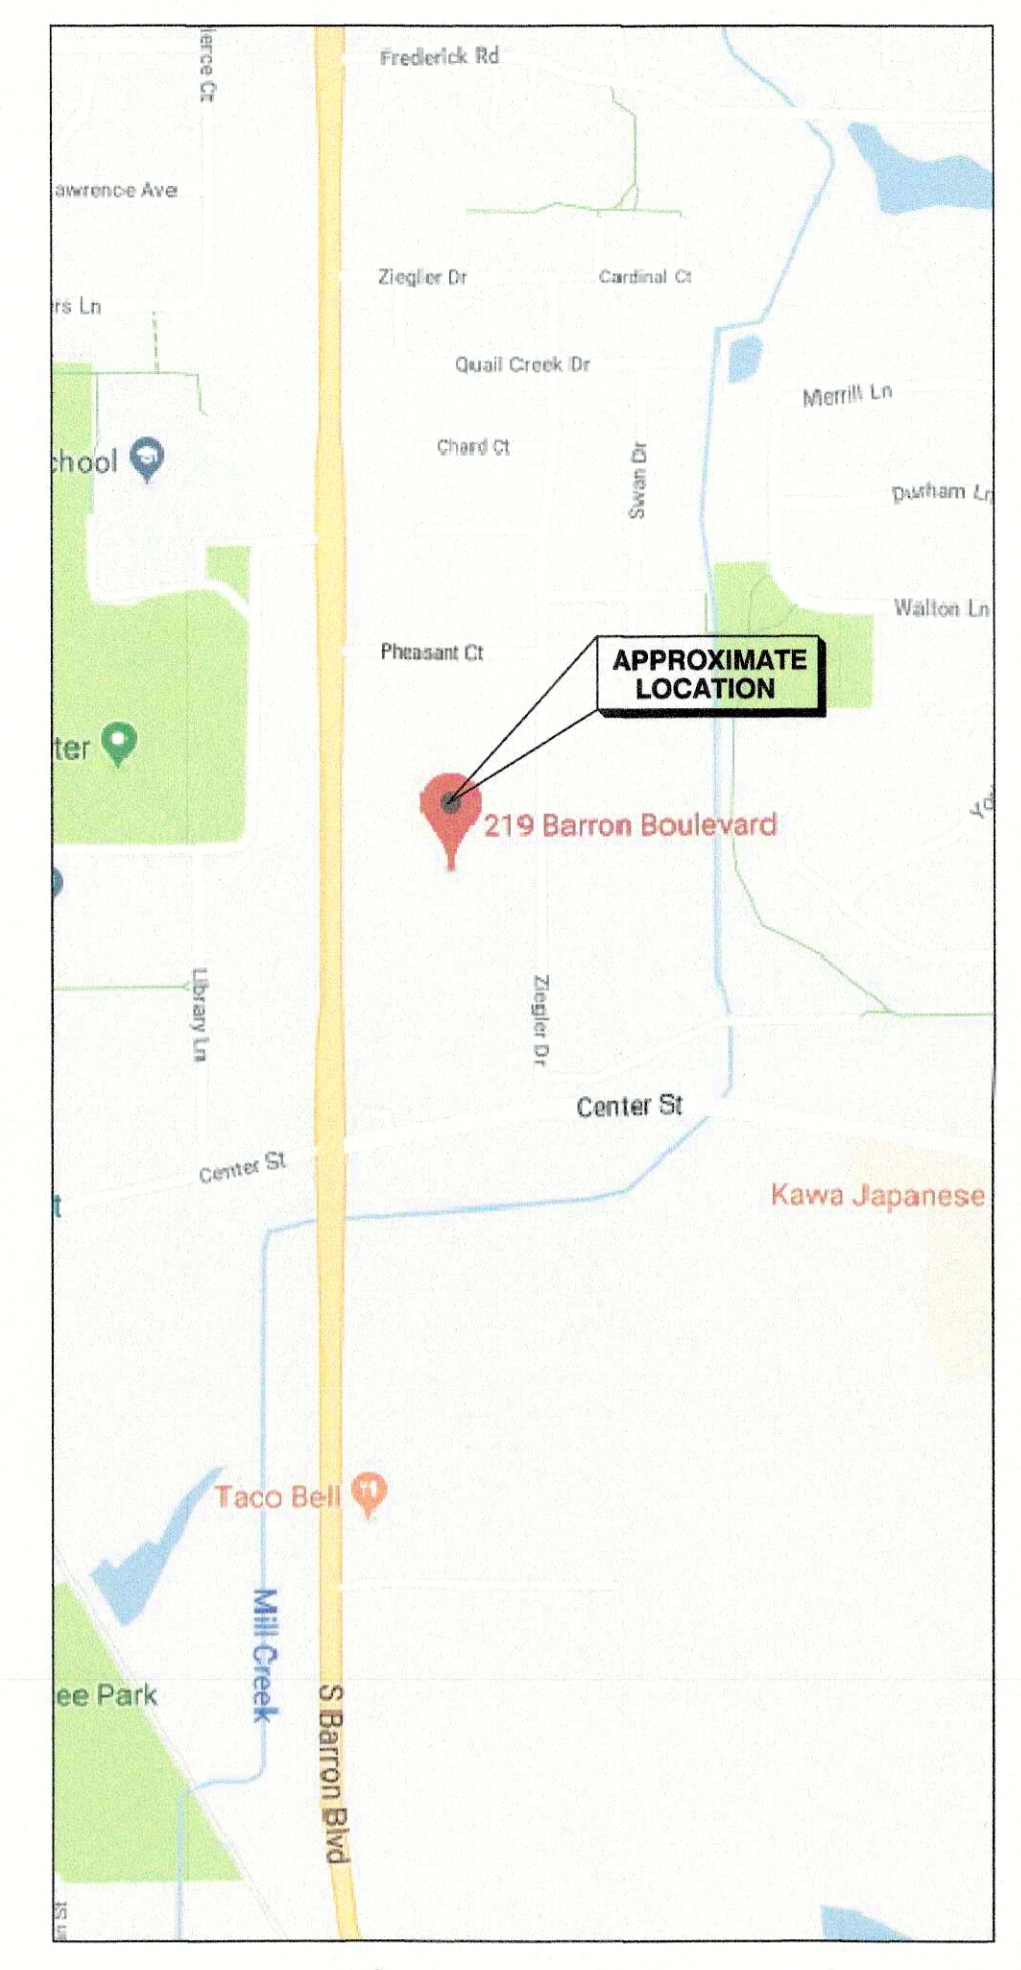 Frederick Rd
ierce Ct
awrence Ave
Ziegler Dr
Cardinal Ct
rs Ln
Quail Creek Dr
Merrill Ln
Chard Ct
chool
Swan Dr
Durham Ln
Walton Ln
Pheasant Ct
APPROXIMATE
LOCATION
ter
219 Barron Boulevard
Library Ln
Ziegler Dr
Center St
Center St
t
Kawa Japanese
Taco Bell
Mill Creek
ee Park
S Barron Blvd